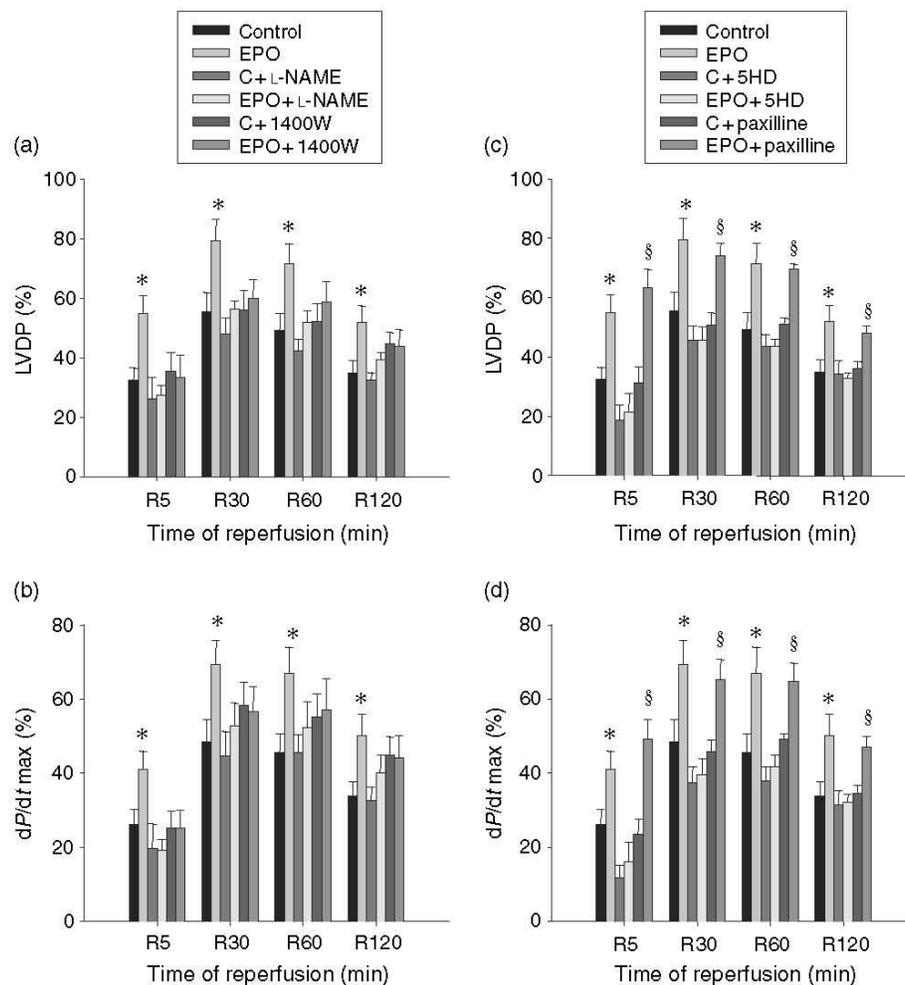 Control
EPO
C+L-NAME
EPO+L-NAME
C+1400W
EPO+1400W
(a)
100
80
60
40
20
0
LVDP (%)
*
*
*
*
R5 R30 R60 R120
Time of reperfusion (min)
Control
EPO
C+5HD
EPO+5HD
C+paxilline
EPO+paxilline
(c)
100
80
60
40
20
0
LVDP (%)
* §
* §
* §
* §
R5 R30 R60 R120
Time of reperfusion (min)
(b)
80
60
40
20
0
dP/dt max (%)
*
*
*
*
R5 R30 R60 R120
Time of reperfusion (min)
(d)
80
60
40
20
0
dP/dt max (%)
* §
* §
* §
* §
R5 R30 R60 R120
Time of reperfusion (min)